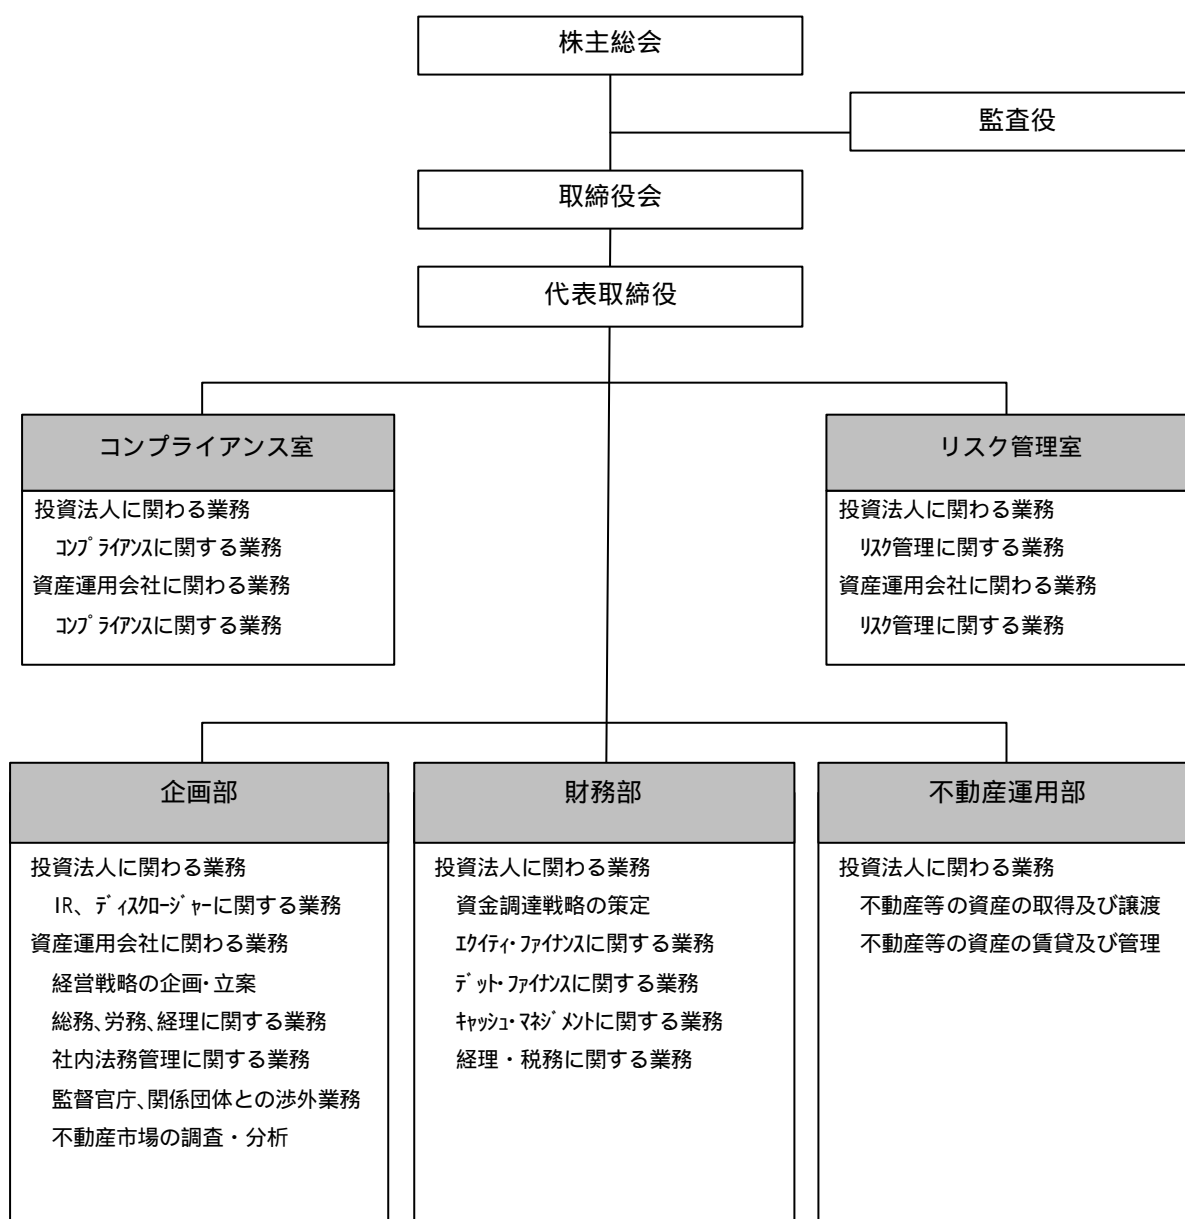 株主総会
監査役
取締役会
代表取締役
コンプライアンス室
投資法人に関わる業務
ｺﾝﾌﾟﾗｲｱﾝｽに関する業務
資産運用会社に関わる業務
ｺﾝﾌﾟﾗｲｱﾝｽに関する業務
リスク管理室
投資法人に関わる業務
ﾘｽｸ管理に関する業務
資産運用会社に関わる業務
ﾘｽｸ管理に関する業務
企画部
投資法人に関わる業務
IR、ﾃﾞｨｽｸﾛｰｼﾞｬｰに関する業務
資産運用会社に関わる業務
経営戦略の企画･立案
総務､労務､経理に関する業務
社内法務管理に関する業務
監督官庁､関係団体との渉外業務
不動産市場の調査・分析
財務部
投資法人に関わる業務
資金調達戦略の策定
ｴｸｲﾃｨ･ﾌｧｲﾅﾝｽに関する業務
ﾃﾞｯﾄ･ﾌｧｲﾅﾝｽに関する業務
ｷｬｯｼｭ･ﾏﾈｼﾞﾒﾝﾄに関する業務
経理・税務に関する業務
不動産運用部
投資法人に関わる業務
不動産等の資産の取得及び譲渡
不動産等の資産の賃貸及び管理